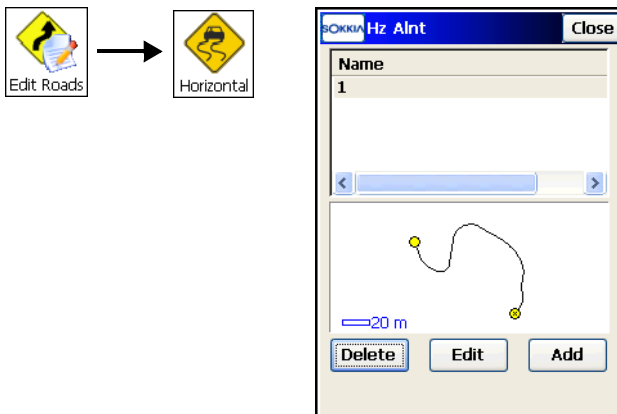 Edit Roads
Horizontal
SOKKIA Hz Alnt Close
Name
1
20 m
Delete Edit Add